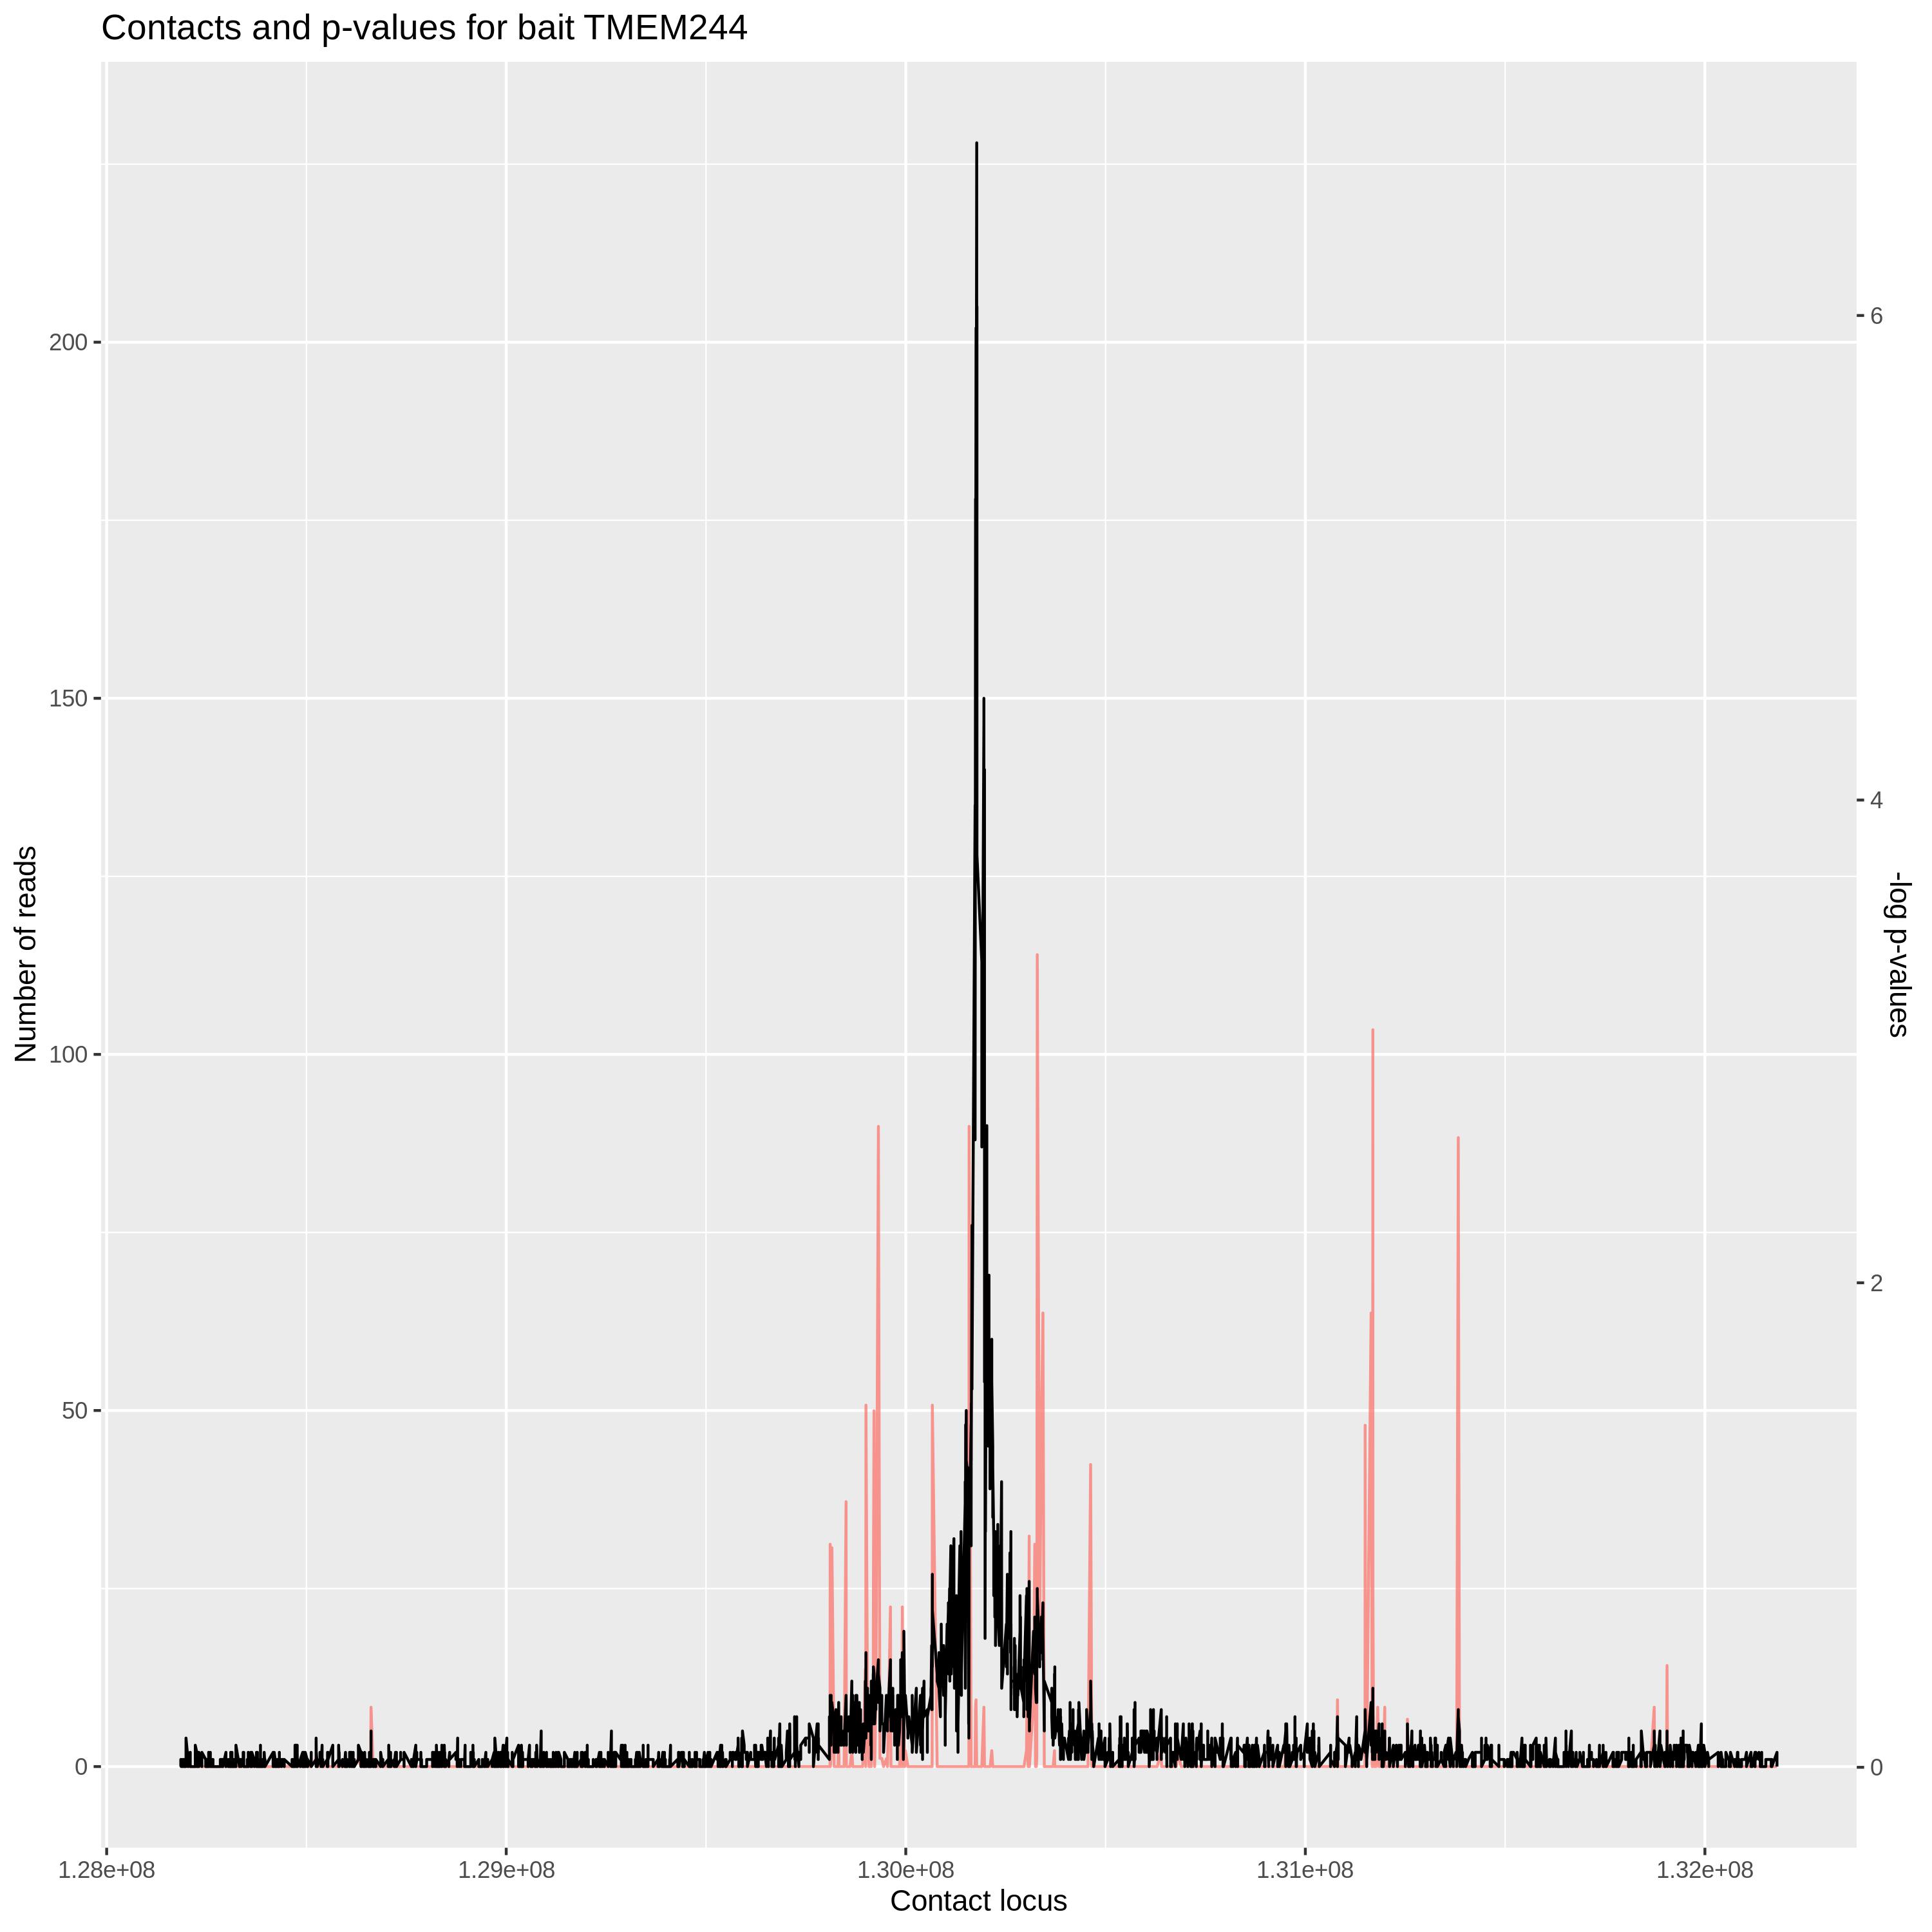 Contacts and p-values for bait TMEM244
200
150
100
50
0
6
4
2
0
Number of reads
-log p-values
1.28e+08
1.29e+08
1.30e+08
1.31e+08
1.32e+08
Contact locus